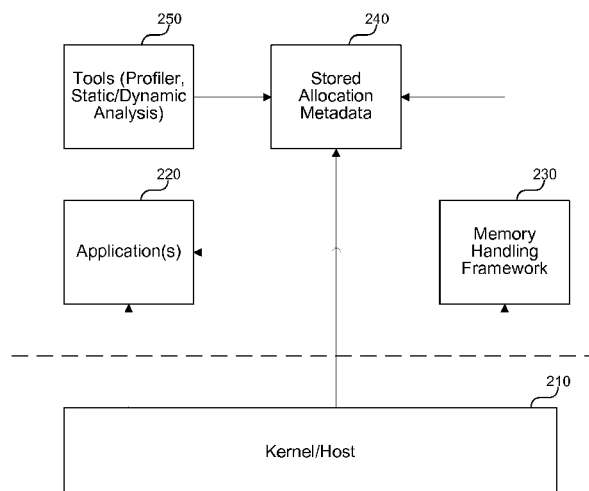 250
Tools (Profiler,
Static/Dynamic
Analysis)
240
Stored
Allocation
Metadata
220
Application(s)
230
Memory
Handling
Framework
210
Kernel/Host